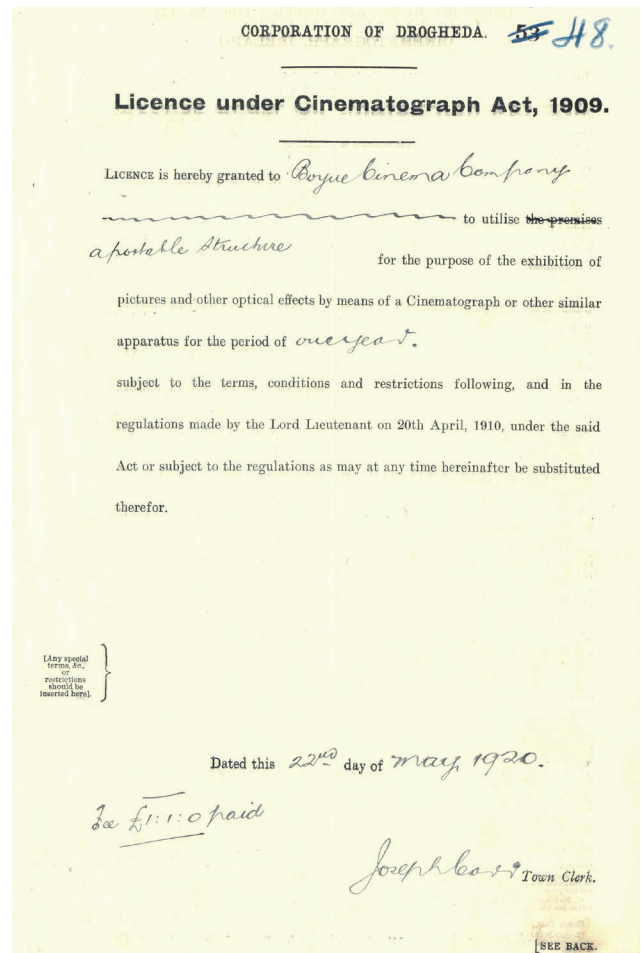 CORPORATION OF DROGHEDA. 53 48.
Licence under Cinematograph Act, 1909.
LICENCE is hereby granted to Boyne Cinema Company
to utilise the premises
a portable structure for the purpose of the exhibition of
pictures and other optical effects by means of a Cinematograph or other similar
apparatus for the period of one year.
subject to the terms, conditions and restrictions following, and in the
regulations made by the Lord Lieutenant on 20th April, 1910, under the said
Act or subject to the regulations as may at any time hereinafter be substituted
therefor.
[Any special
terms, &c.,
or
restrictions
should be
inserted here].
Dated this 22nd day of May 1920.
Fee £1:1:0 paid
Joseph Carr Town Clerk.
[SEE BACK.